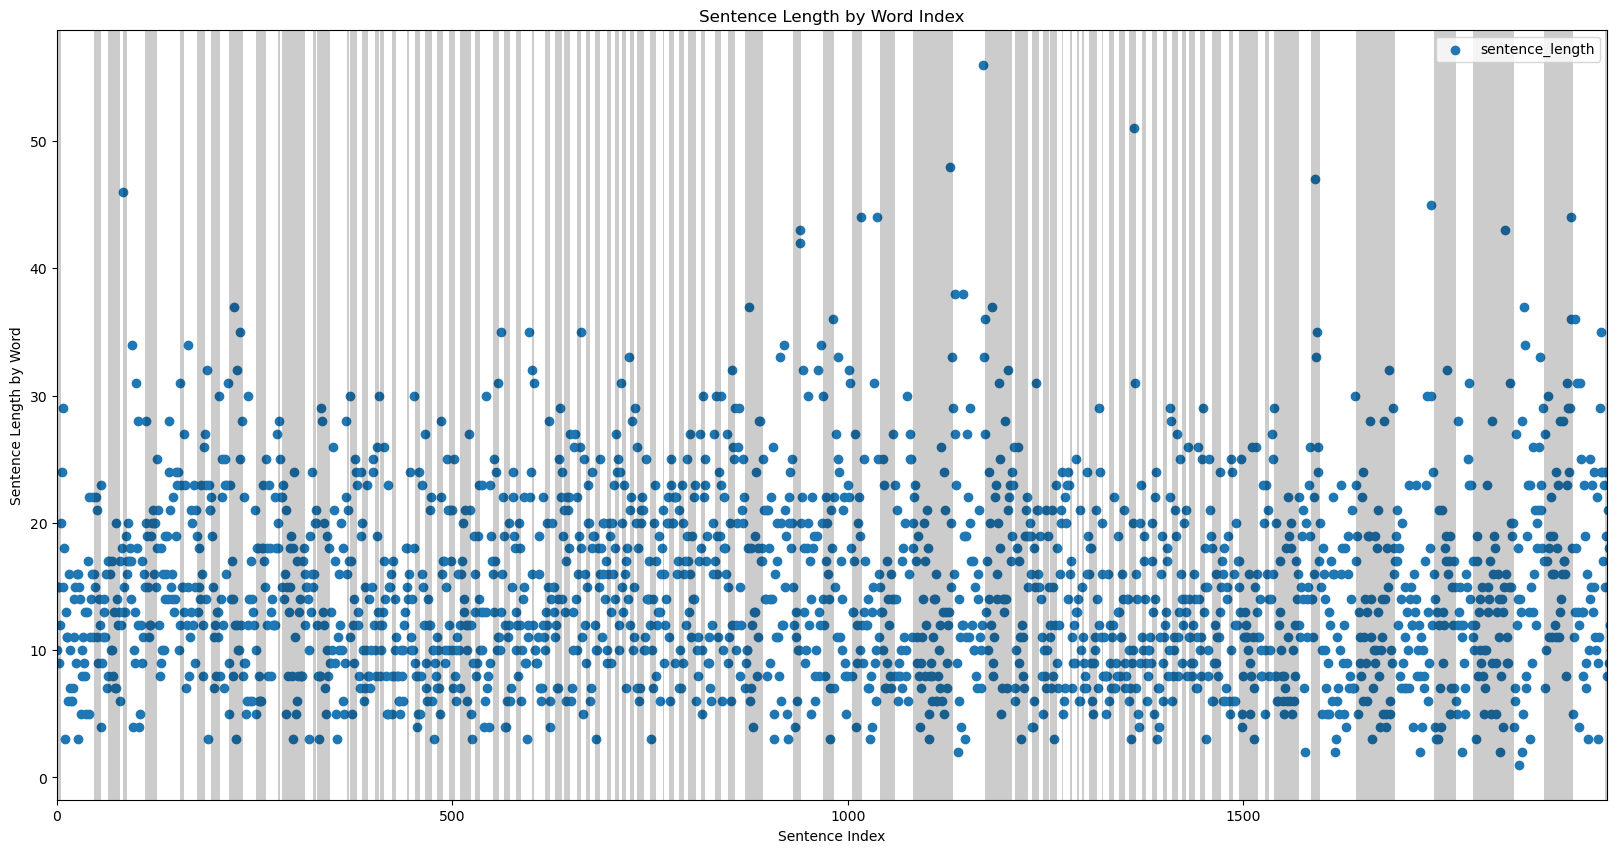 Sentence Length by Word Index
sentence_length
Sentence Length by Word
50
40
30
20
10
0
0 500 1000 1500
Sentence Index